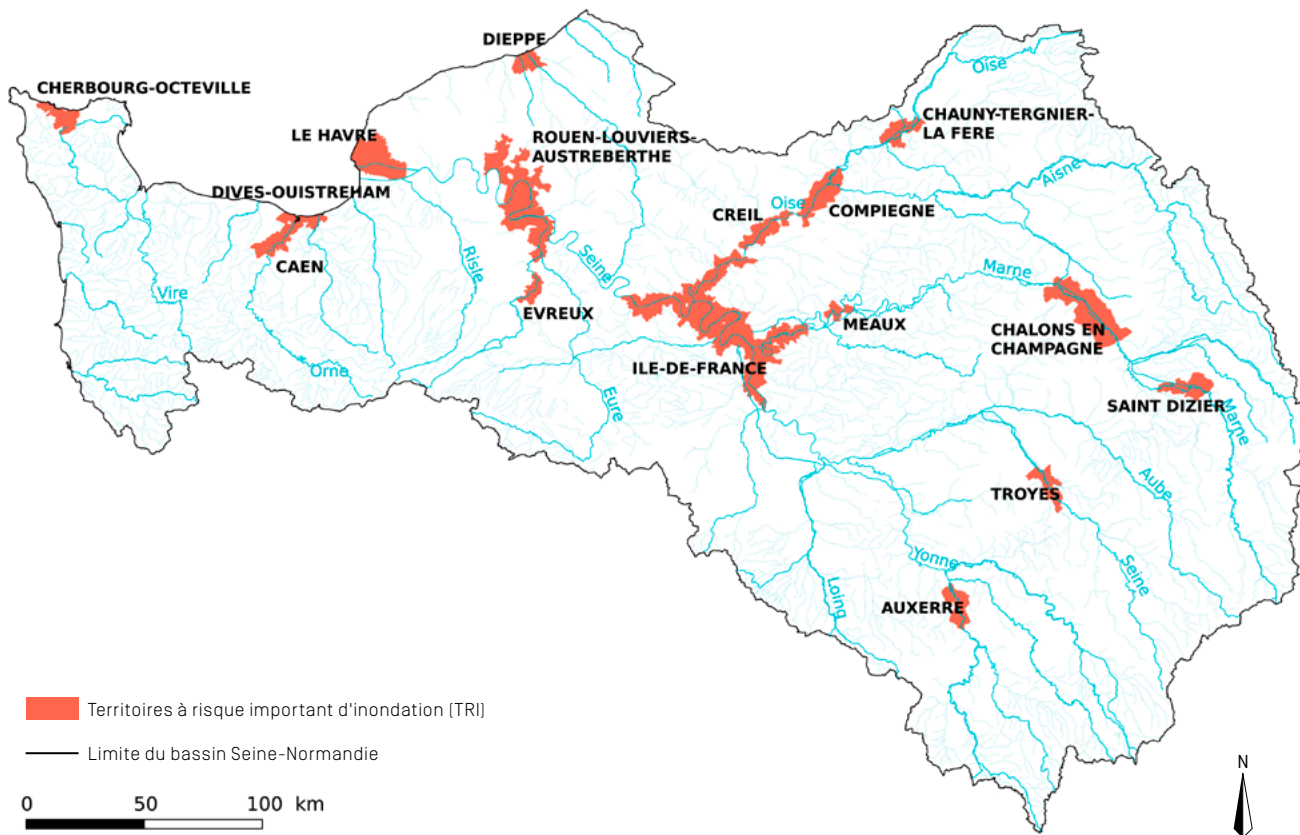 DIEPPE
Oise
CHERBOURG-OCTEVILLE
CHAUNY-TERGNIER-
LA FERE
LE HAVRE
ROUEN-LOUVIERS-
AUSTREBERTHE
Aisne
DIVES-OUISTREHAM
Oise
COMPIEGNE
CREIL
CAEN
Risle
Seine
Marne
Vire
EVREUX
MEAUX
CHALONS EN
CHAMPAGNE
ILE-DE-FRANCE
Orne
Eure
SAINT DIZIER
Marne
TROYES
Aube
Yonne
Seine
Loing
AUXERRE
Territoires à risque important d'inondation (TRI)
Limite du bassin Seine-Normandie
0 50 100 km
N